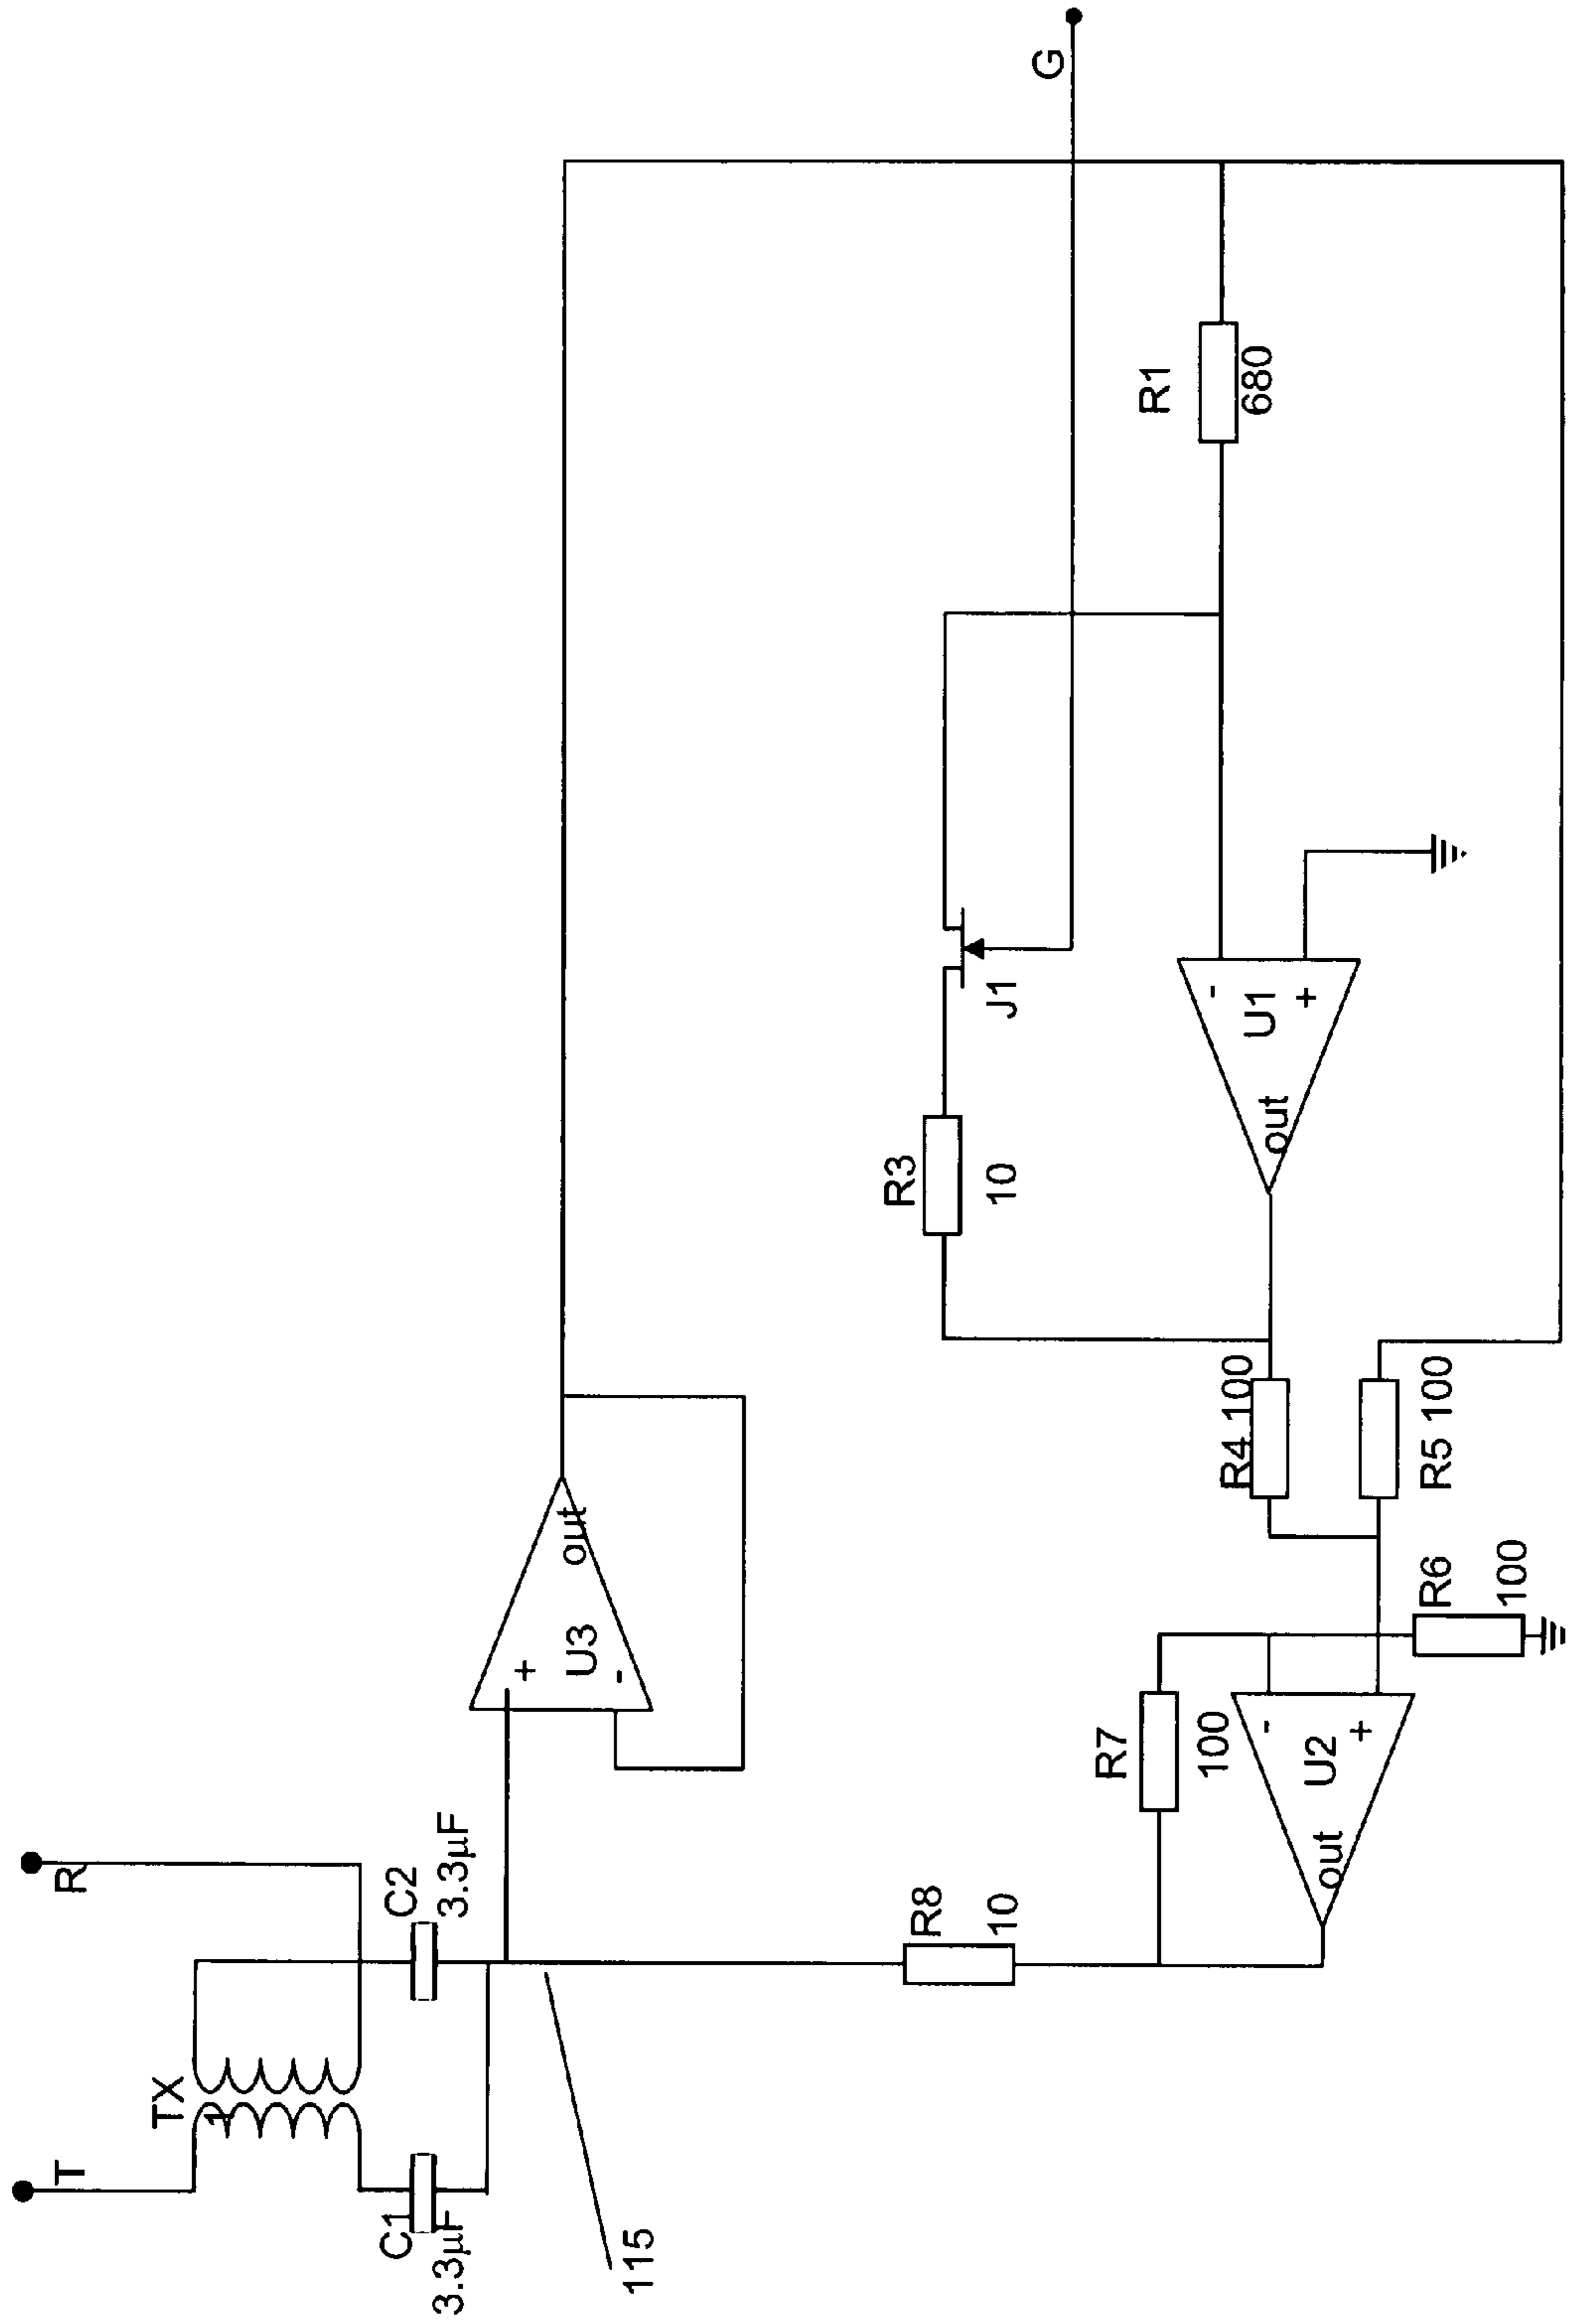 T
R
TX
1
C1
3.3µF
C2
3.3µF
115
+
U3
-
out
G
R8
10
R7
100
R3
10
J1
R1
680
-
U1
+
out
R4 100
R5 100
R6
100
-
U2
+
out